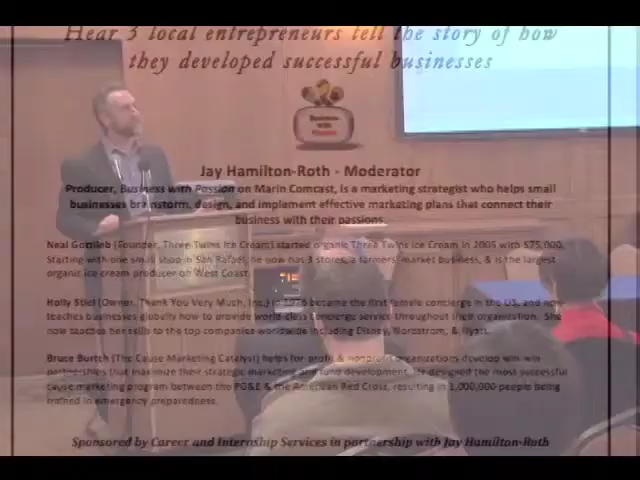 Hear 3 local entrepreneurs tell the story of how
they developed successful businesses
Business
with
Passion
Jay Hamilton-Roth - Moderator
Producer, Business with Passion on Marin Comcast, is a marketing strategist who helps small
businesses brainstorm, design, and implement effective marketing plans that connect their
business with their passions.
Neal Gottlieb (Founder, Three Twins Ice Cream) started organic Three Twins Ice Cream in 2005 with $75,000.
Starting with one small shop in San Rafael, he now has 3 stores, a farmers' market business, & is the largest
organic ice cream producer on West Coast.
Holly Stiel (Owner, Thank You Very Much, Inc.) in 1976 became the first female concierge in the US, and now
teaches businesses globally how to provide world-class concierge service throughout their organization. She
now teaches her skills to the top companies worldwide including Disney, Nordstrom, & Hyatt.
Bruce Burtch (The Cause Marketing Catalyst) helps for profit & nonprofit organizations develop win-win
partnerships that maximize their strategic marketing and fund development. He designed the most successful
cause marketing program between the PG&E & the American Red Cross, resulting in 1,000,000 people being
trained in emergency preparedness.
Sponsored by Career and Internship Services in partnership with Jay Hamilton-Roth